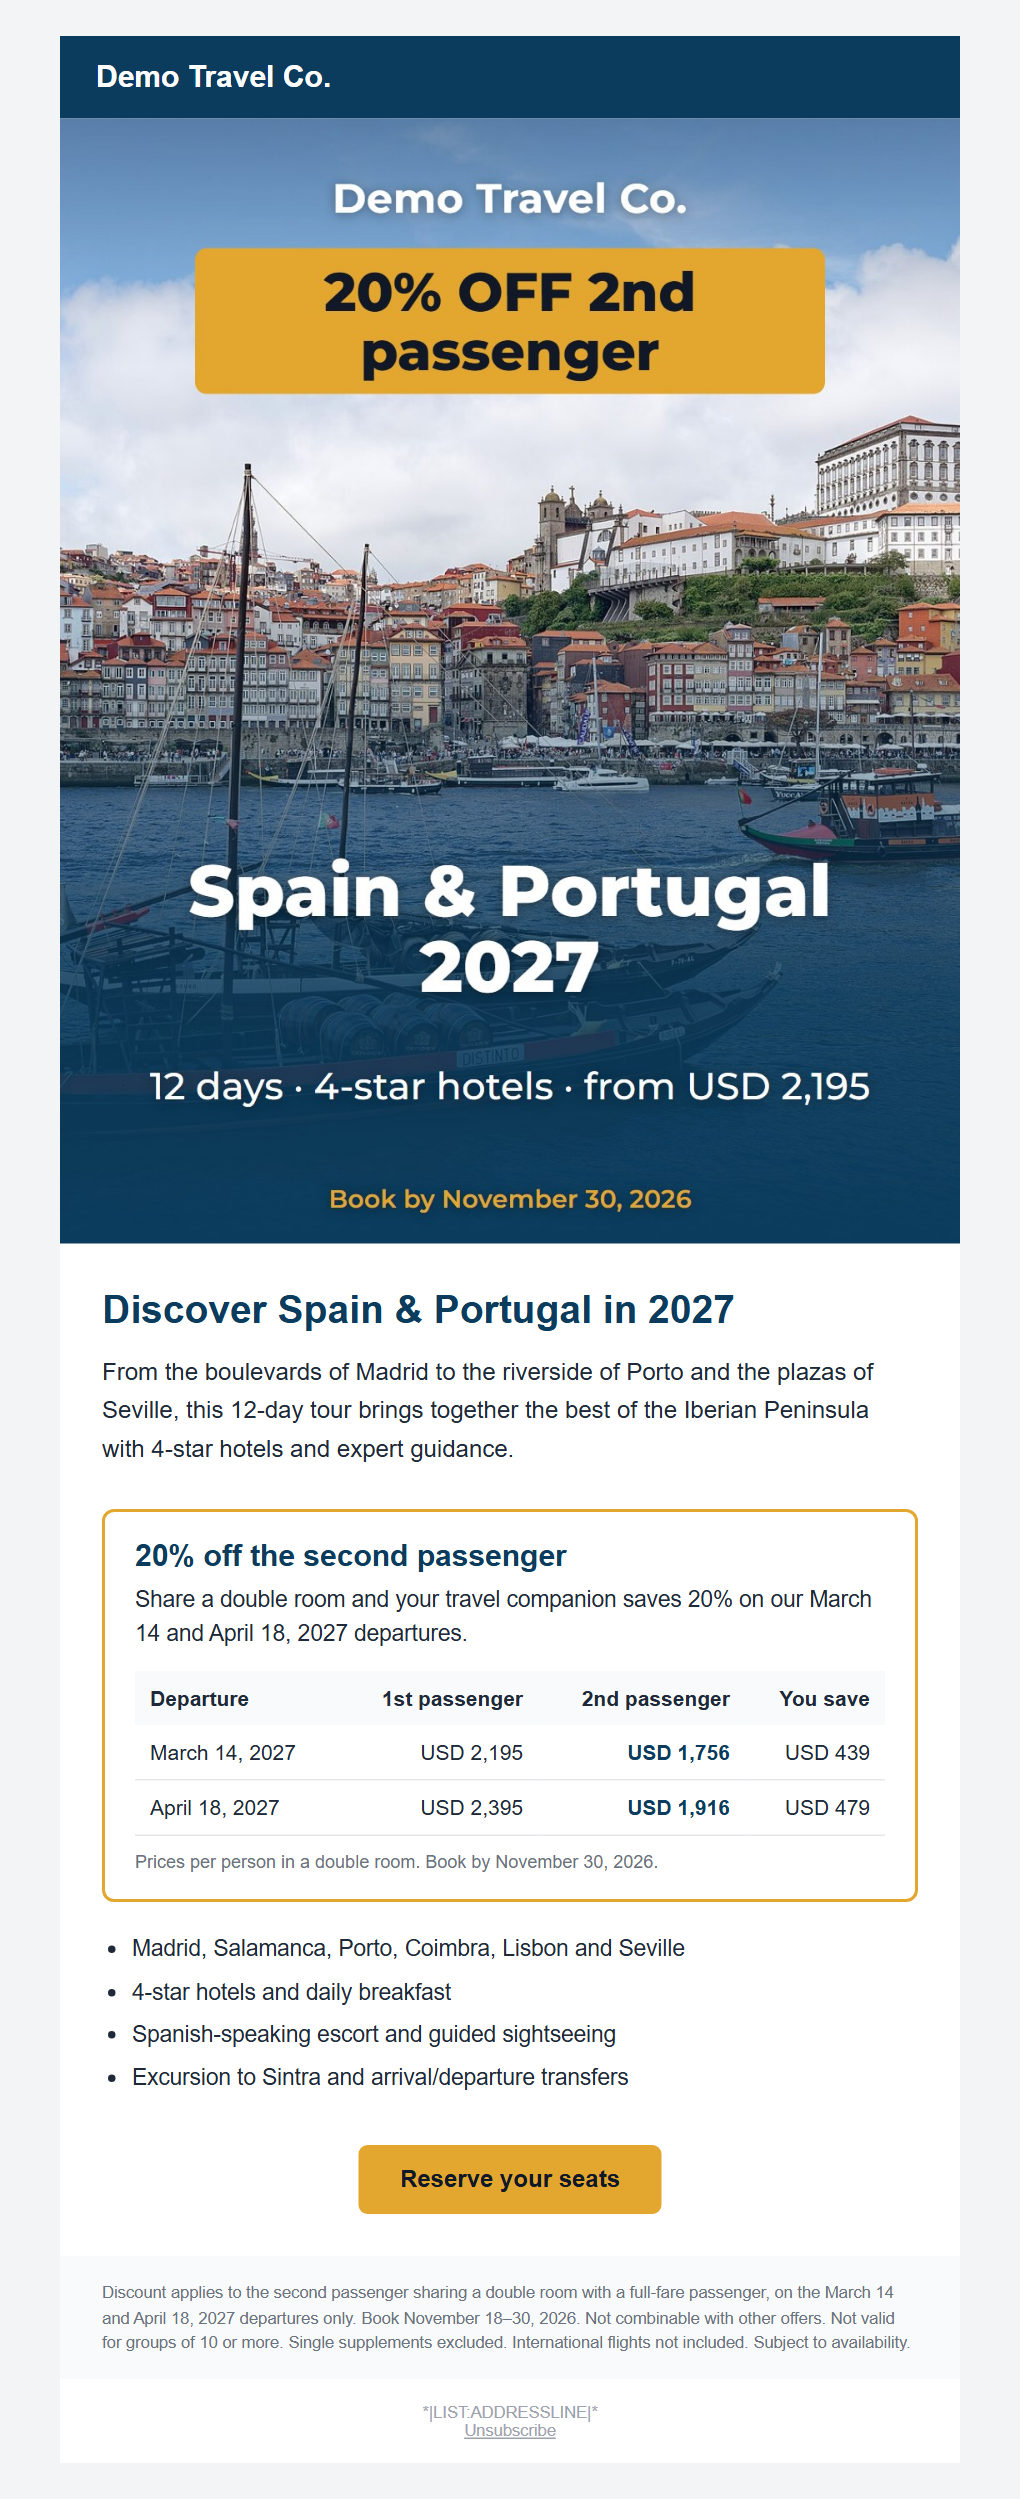 Demo Travel Co.
Demo Travel Co.
20% OFF 2nd
passenger
DISTINTO
Spain & Portugal
2027
12 days · 4-star hotels · from USD 2,195
Book by November 30, 2026
Discover Spain & Portugal in 2027
From the boulevards of Madrid to the riverside of Porto and the plazas of
Seville, this 12-day tour brings together the best of the Iberian Peninsula
with 4-star hotels and expert guidance.
20% off the second passenger
Share a double room and your travel companion saves 20% on our March
14 and April 18, 2027 departures.
Departure 1st passenger 2nd passenger You save
March 14, 2027 USD 2,195 USD 1,756 USD 439
April 18, 2027 USD 2,395 USD 1,916 USD 479
Prices per person in a double room. Book by November 30, 2026.
• Madrid, Salamanca, Porto, Coimbra, Lisbon and Seville
• 4-star hotels and daily breakfast
• Spanish-speaking escort and guided sightseeing
• Excursion to Sintra and arrival/departure transfers
Reserve your seats
Discount applies to the second passenger sharing a double room with a full-fare passenger, on the March 14
and April 18, 2027 departures only. Book November 18–30, 2026. Not combinable with other offers. Not valid
for groups of 10 or more. Single supplements excluded. International flights not included. Subject to availability.
*|LIST:ADDRESSLINE|*
Unsubscribe